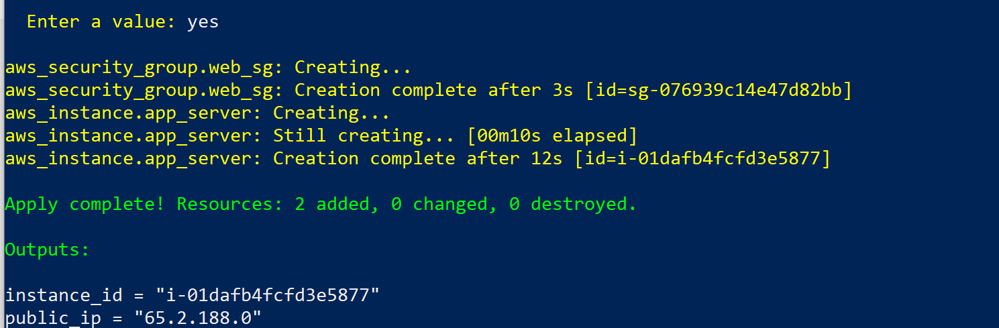 Enter a value: yes
aws_security_group.web_sg: Creating...
aws_security_group.web_sg: Creation complete after 3s [id=sg-076939c14e47d82bb]
aws_instance.app_server: Creating...
aws_instance.app_server: Still creating... [00m10s elapsed]
aws_instance.app_server: Creation complete after 12s [id=i-01dafb4fcfd3e5877]
Apply complete! Resources: 2 added, 0 changed, 0 destroyed.
Outputs:
instance_id = "i-01dafb4fcfd3e5877"
public_ip = "65.2.188.0"